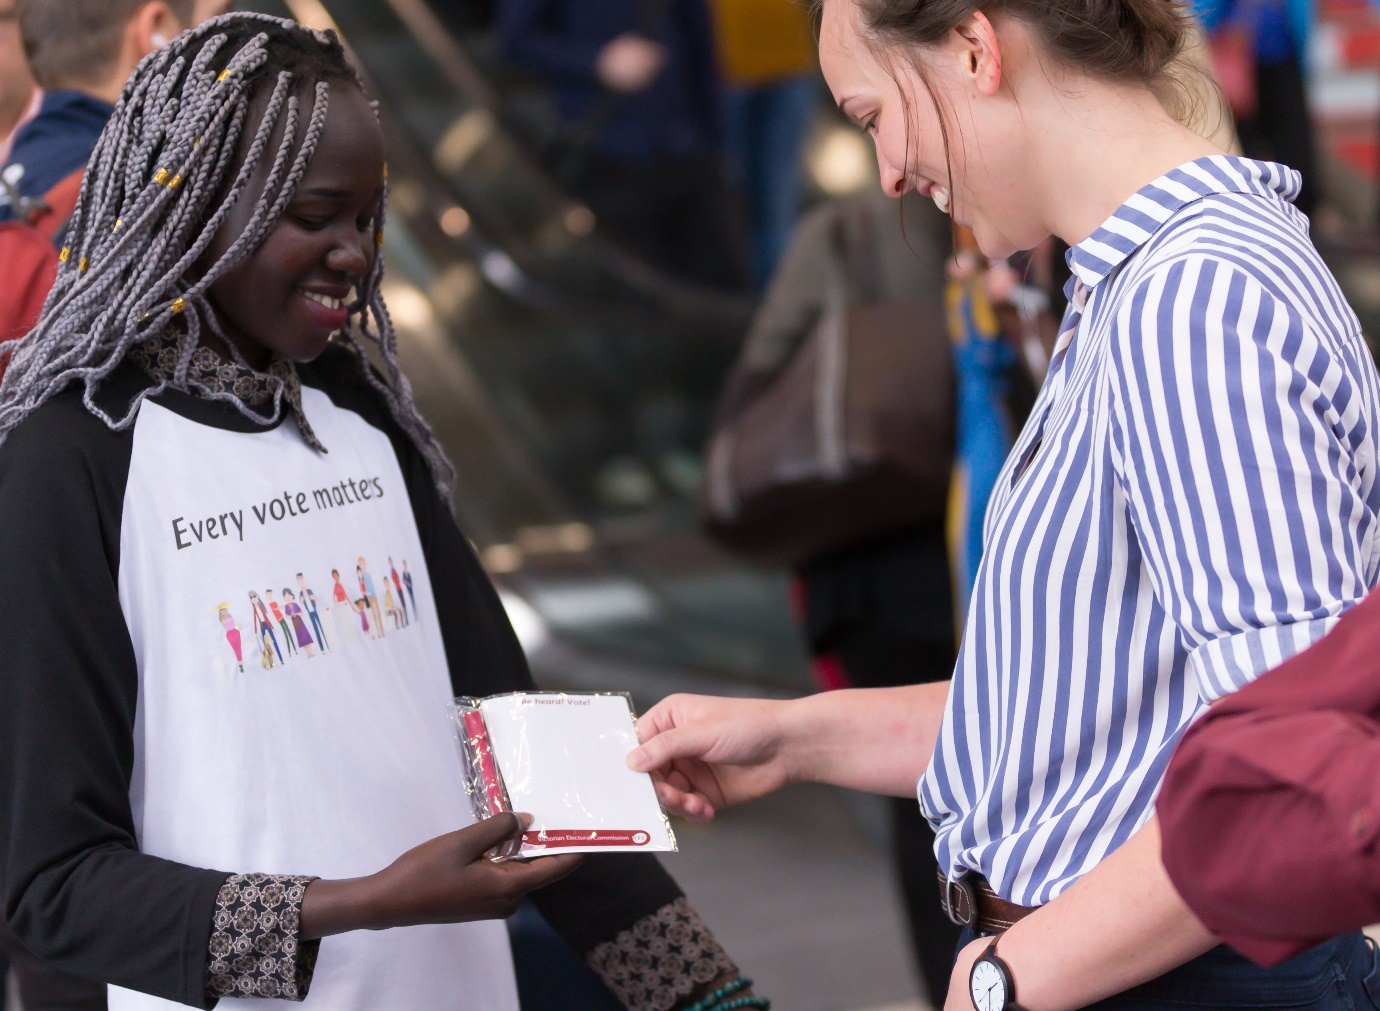 Every vote matters
Be heard! Vote!
Victorian Electoral Commission